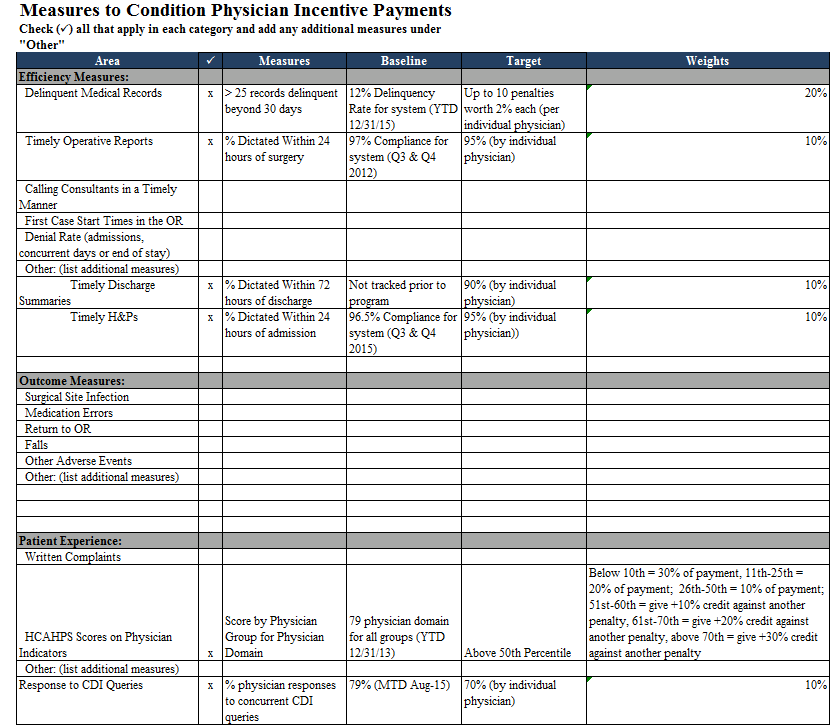 Measures to Condition Physician Incentive Payments
Check (✓) all that apply in each category and add any additional measures under
"Other"
Area ✓ Measures Baseline Target Weights
Efficiency Measures:
Delinquent Medical Records x > 25 records delinquent 12% Delinquency Up to 10 penalties 20%
beyond 30 days Rate for system (YTD worth 2% each (per
12/31/15) individual physician)
Timely Operative Reports x % Dictated Within 24 97% Compliance for 95% (by individual 10%
hours of surgery system (Q3 & Q4 physician)
2012)
Calling Consultants in a Timely
Manner
First Case Start Times in the OR
Denial Rate (admissions,
concurrent days or end of stay)
Other: (list additional measures)
Timely Discharge x % Dictated Within 72 Not tracked prior to 90% (by individual 10%
Summaries hours of discharge program physician)
Timely H&Ps x % Dictated Within 24 96.5% Compliance for 95% (by individual 10%
hours of admission system (Q3 & Q4 physician))
2015)
Outcome Measures:
Surgical Site Infection
Medication Errors
Return to OR
Falls
Other Adverse Events
Other: (list additional measures)
Patient Experience:
Written Complaints
Below 10th = 30% of payment, 11th-25th =
20% of payment; 26th-50th = 10% of payment;
51st-60th = give +10% credit against another
Score by Physician 79 physician domain penalty, 61st-70th = give +20% credit against
HCAHPS Scores on Physician Group for Physician for all groups (YTD another penalty, above 70th = give +30% credit
Indicators x Domain 12/31/13) Above 50th Percentile against another penalty
Other: (list additional measures)
Response to CDI Queries x % physician responses 79% (MTD Aug-15) 70% (by individual 10%
to concurrent CDI physician)
queries